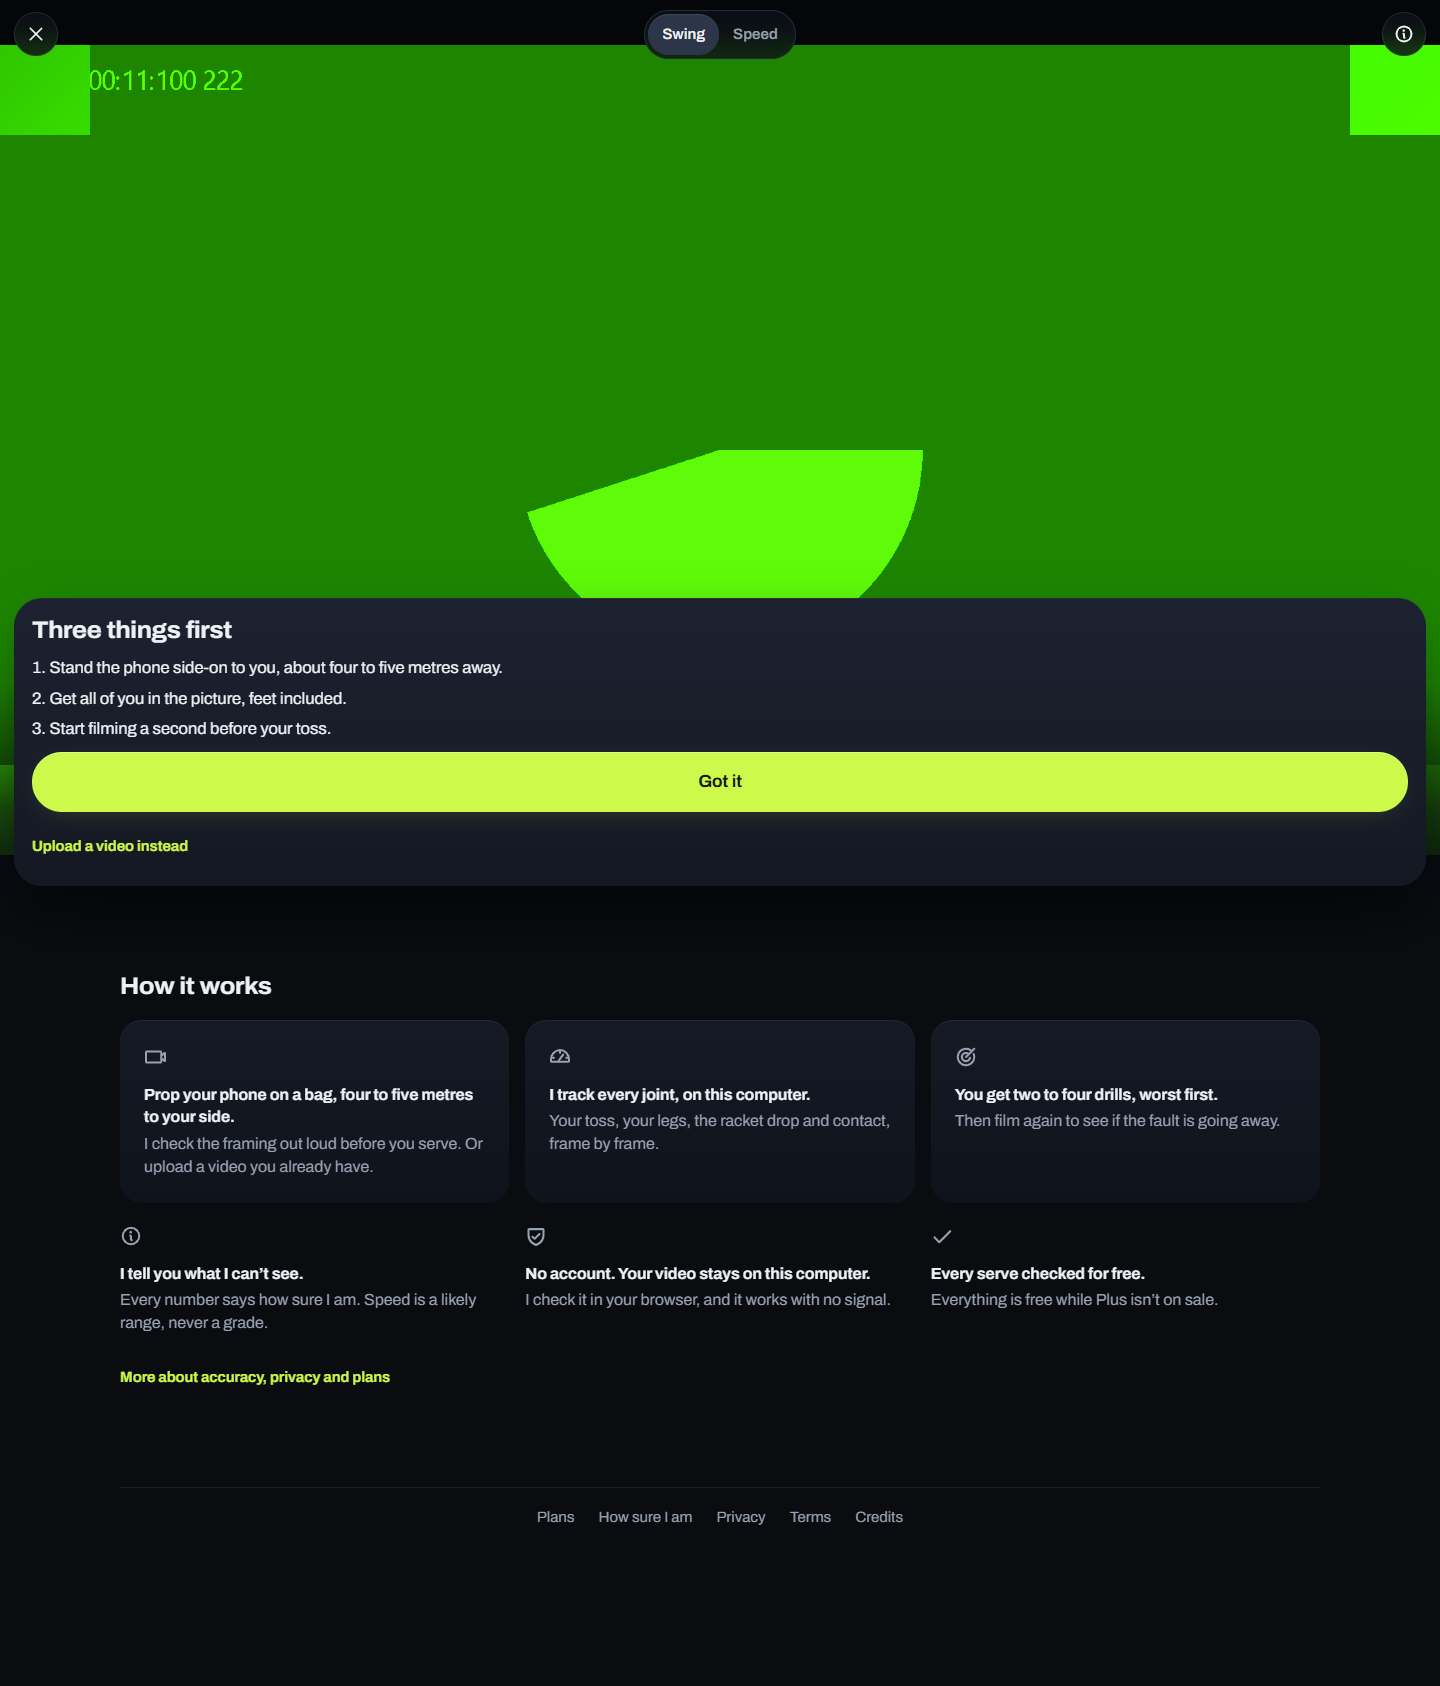 Swing Speed
00:11:100 222
Three things first
1. Stand the phone side-on to you, about four to five metres away.
2. Get all of you in the picture, feet included.
3. Start filming a second before your toss.
Got it
Upload a video instead
How it works
Prop your phone on a bag, four to five metres
to your side.
I check the framing out loud before you serve. Or
upload a video you already have.
I track every joint, on this computer.
Your toss, your legs, the racket drop and contact,
frame by frame.
You get two to four drills, worst first.
Then film again to see if the fault is going away.
I tell you what I can’t see.
Every number says how sure I am. Speed is a likely
range, never a grade.
No account. Your video stays on this computer.
I check it in your browser, and it works with no signal.
Every serve checked for free.
Everything is free while Plus isn’t on sale.
More about accuracy, privacy and plans
Plans How sure I am Privacy Terms Credits